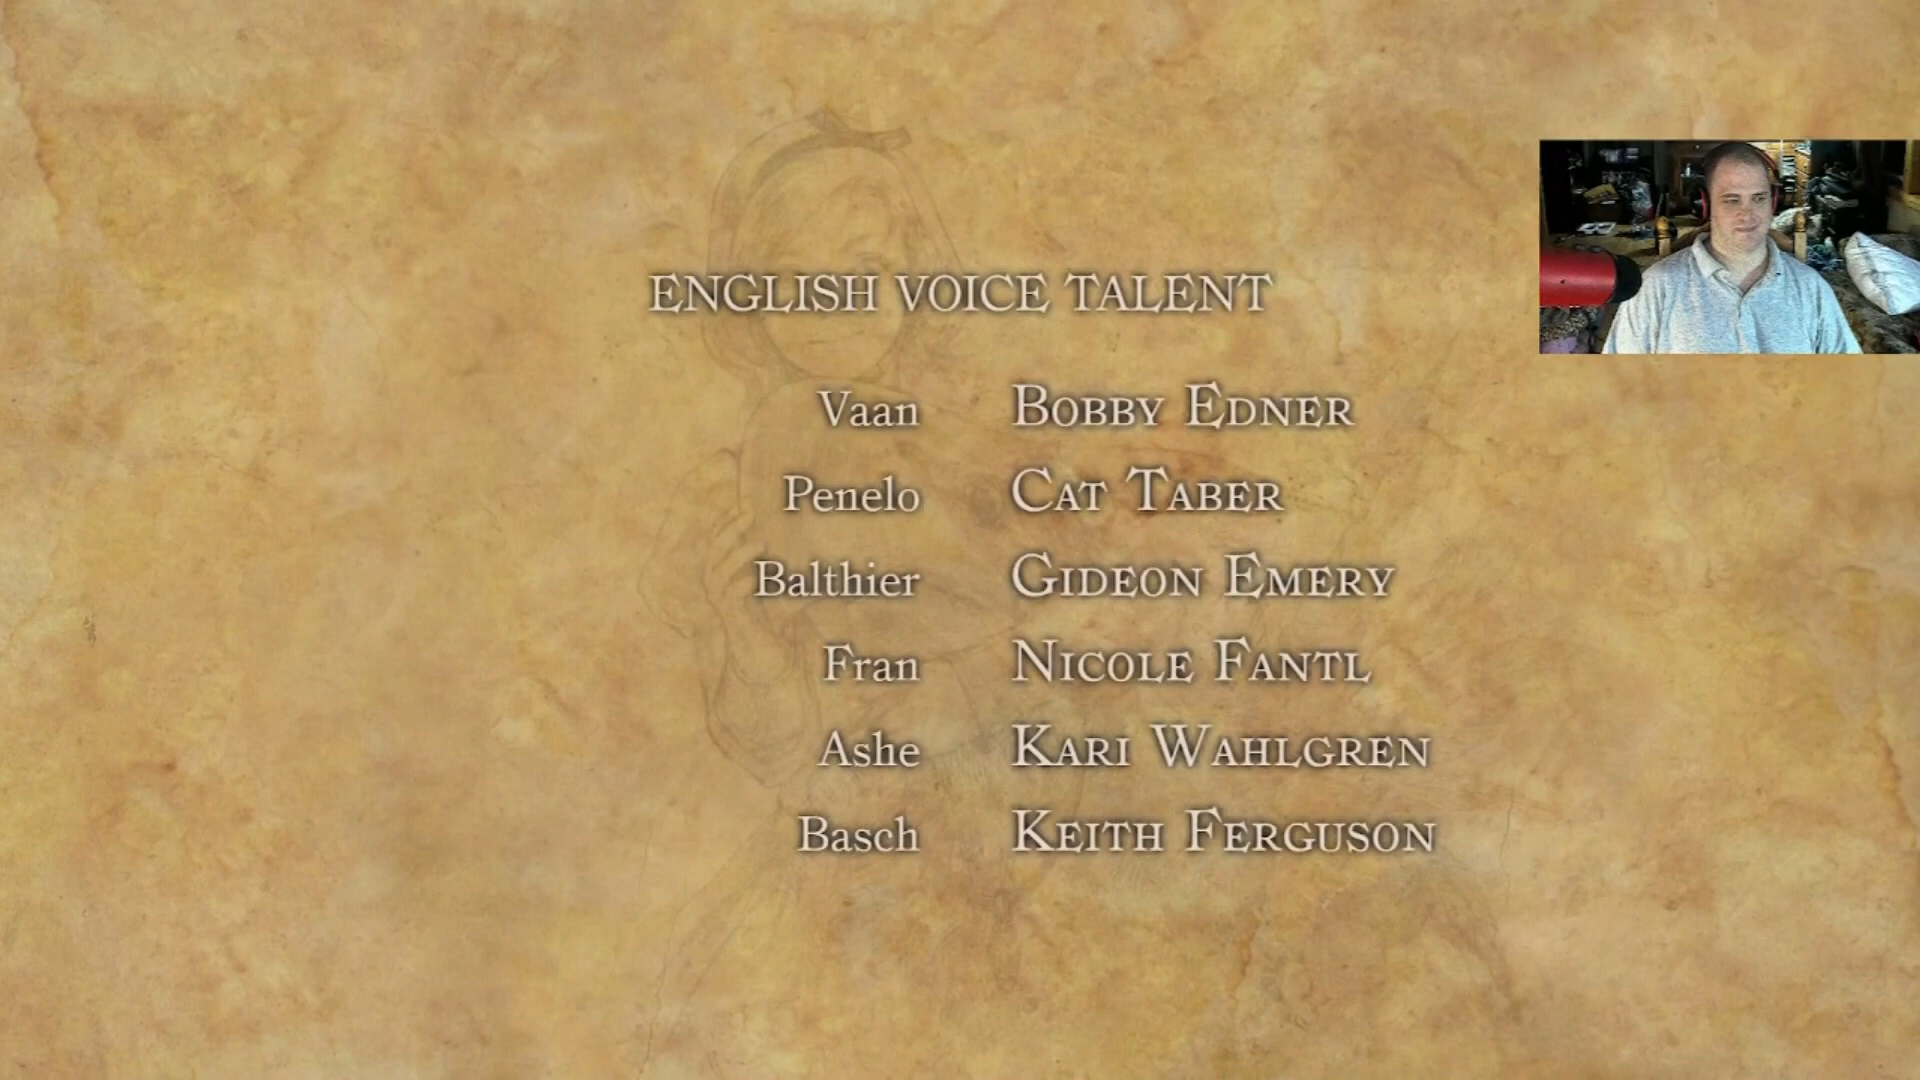 ENGLISH VOICE TALENT
Vaan BOBBY EDNER
Penelo CAT TABER
Balthier GIDEON EMERY
Fran NICOLE FANTL
Ashe KARI WAHLGREN
Basch KEITH FERGUSON